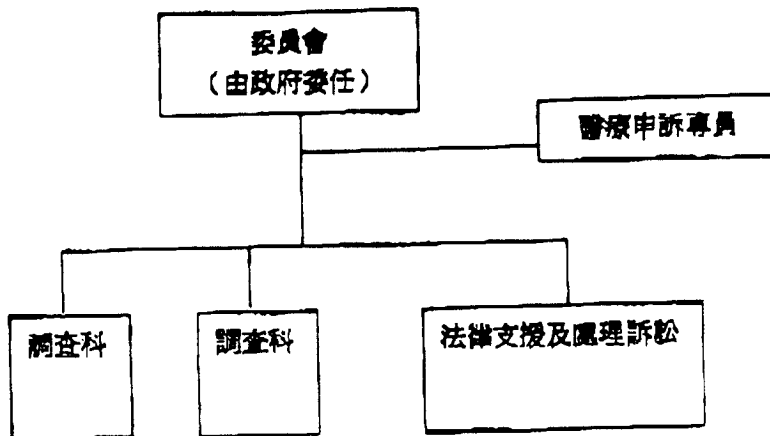 委員會
（由政府委任）
醫療申訴專員
調查科
調查科
法律支援及處理訴訟